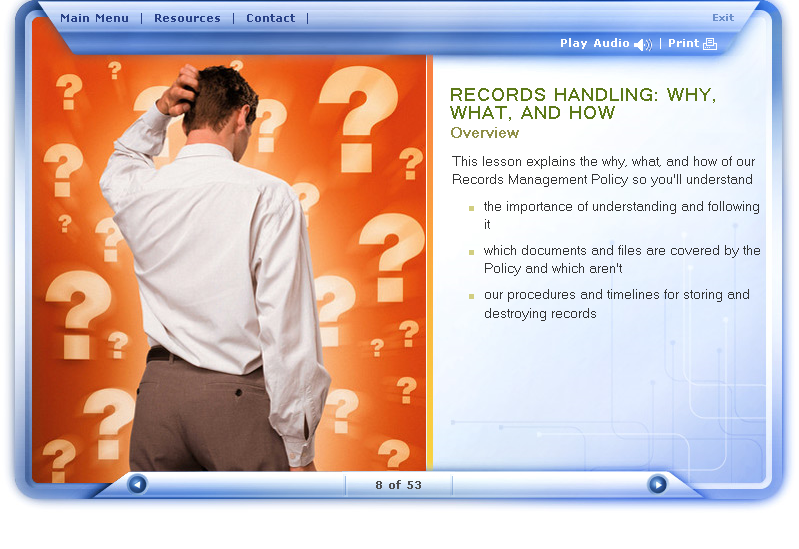 Main Menu | Resources | Contact |
Exit
Play Audio | Print
RECORDS HANDLING: WHY,
WHAT, AND HOW
Overview
This lesson explains the why, what, and how of our
Records Management Policy so you'll understand
the importance of understanding and following
it
which documents and files are covered by the
Policy and which aren't
our procedures and timelines for storing and
destroying records
8 of 53